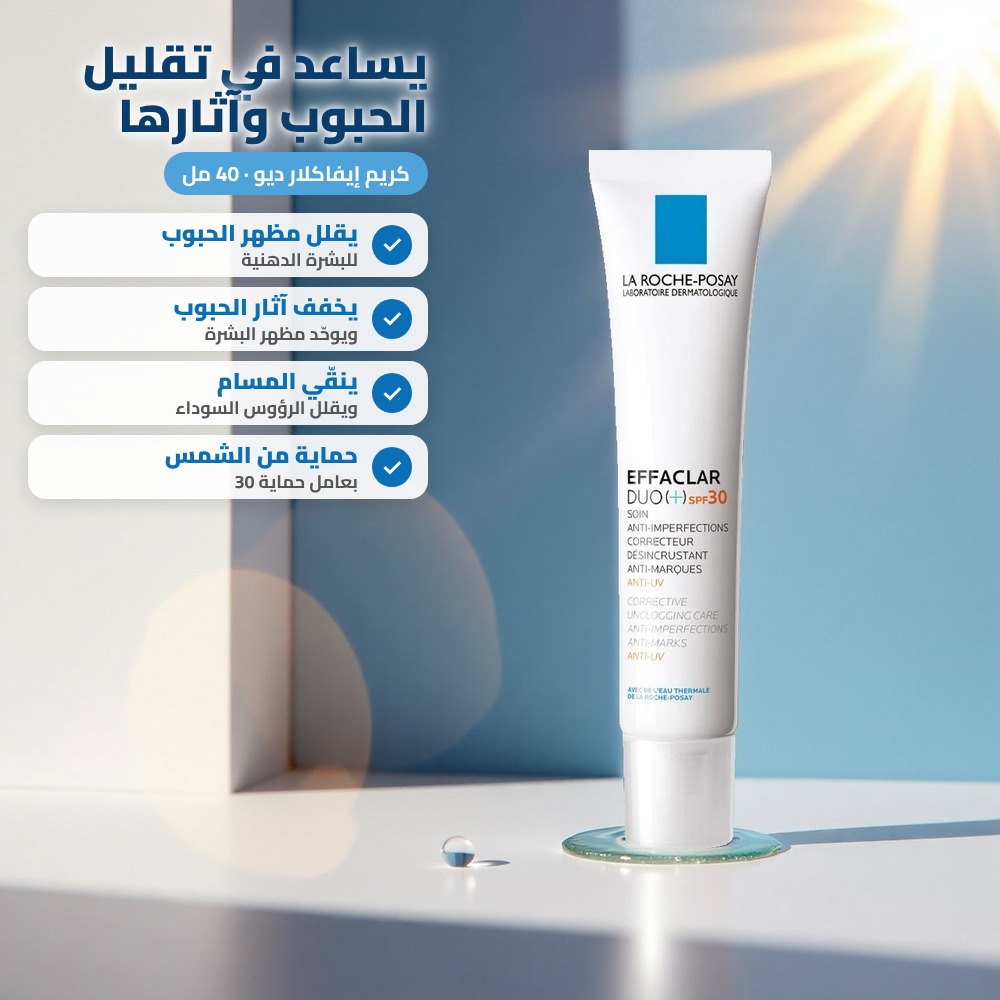 يساعد في تقليل
الحبوب وآثارها
كريم إيفاكلار ديو · 40 مل
يقلل مظهر الحبوب
للبشرة الدهنية
يخفف آثار الحبوب
ويوحّد مظهر البشرة
ينقّي المسام
ويقلل الرؤوس السوداء
حماية من الشمس
بعامل حماية 30
LA ROCHE-POSAY
LABORATOIRE DERMATOLOGIQUE
EFFACLAR
DUO(+) SPF30
SOIN
ANTI-IMPERFECTIONS
CORRECTEUR
DÉSINCRUSTANT
ANTI-MARQUES
ANTI-UV
CORRECTIVE
UNCLOGGING CARE
ANTI-IMPERFECTIONS
ANTI-MARKS
ANTI-UV
AVEC DE L'EAU THERMALE
DE LA ROCHE-POSAY